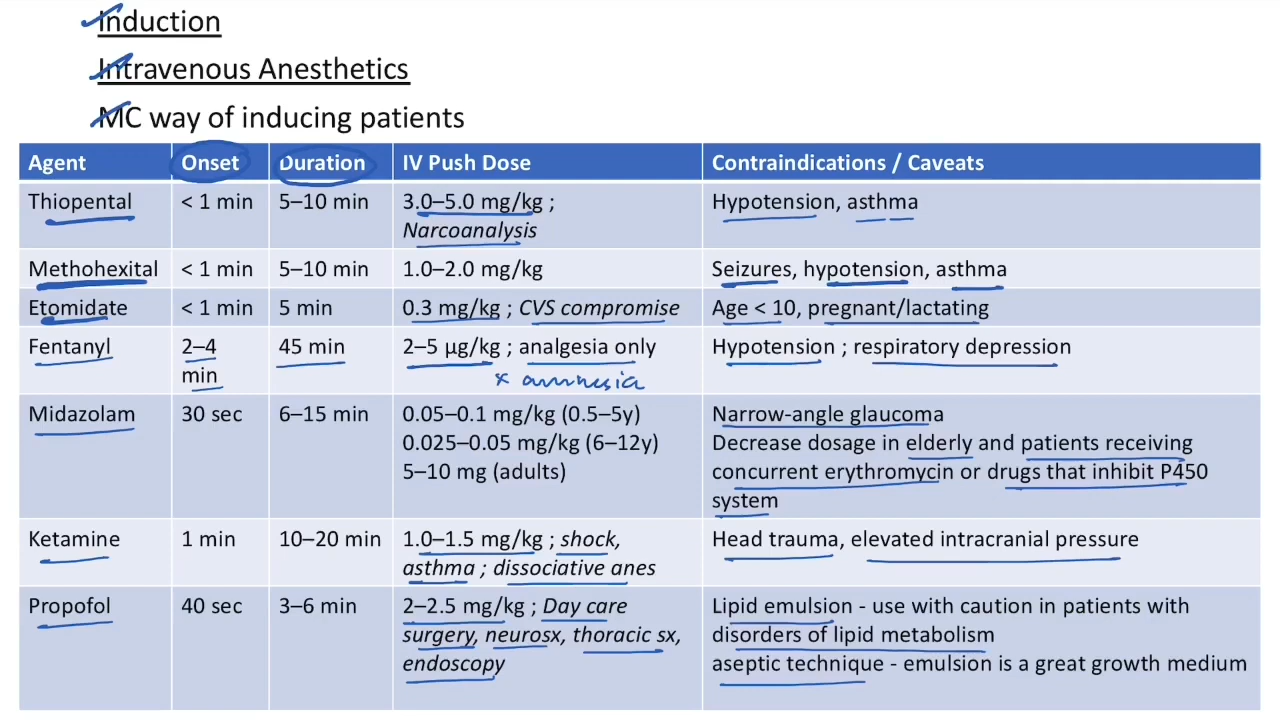 Induction
Intravenous Anesthetics
MC way of inducing patients
Agent Onset Duration IV Push Dose Contraindications / Caveats
Thiopental < 1 min 5–10 min 3.0–5.0 mg/kg ; Hypotension, asthma
Narcoanalysis
Methohexital < 1 min 5–10 min 1.0–2.0 mg/kg Seizures, hypotension, asthma
Etomidate < 1 min 5 min 0.3 mg/kg ; CVS compromise Age < 10, pregnant/lactating
Fentanyl 2–4 45 min 2–5 µg/kg ; analgesia only Hypotension ; respiratory depression
min x amnesia
Midazolam 30 sec 6–15 min 0.05–0.1 mg/kg (0.5–5y) Narrow-angle glaucoma
0.025–0.05 mg/kg (6–12y) Decrease dosage in elderly and patients receiving
5–10 mg (adults) concurrent erythromycin or drugs that inhibit P450
system
Ketamine 1 min 10–20 min 1.0–1.5 mg/kg ; shock, Head trauma, elevated intracranial pressure
asthma ; dissociative anes
Propofol 40 sec 3–6 min 2–2.5 mg/kg ; Day care Lipid emulsion - use with caution in patients with
surgery, neurosx, thoracic sx, disorders of lipid metabolism
endoscopy aseptic technique - emulsion is a great growth medium